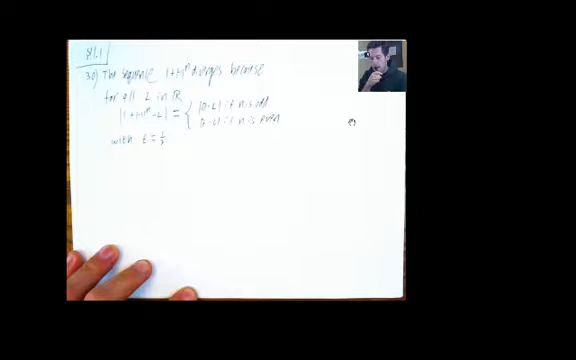 §11.1
30) The sequence 1+(-1)^n diverges because
for all L in ℝ
|1+(-1)^n-L| = { |0-L| if n is odd
|2-L| if n is even
with ε = 1/2